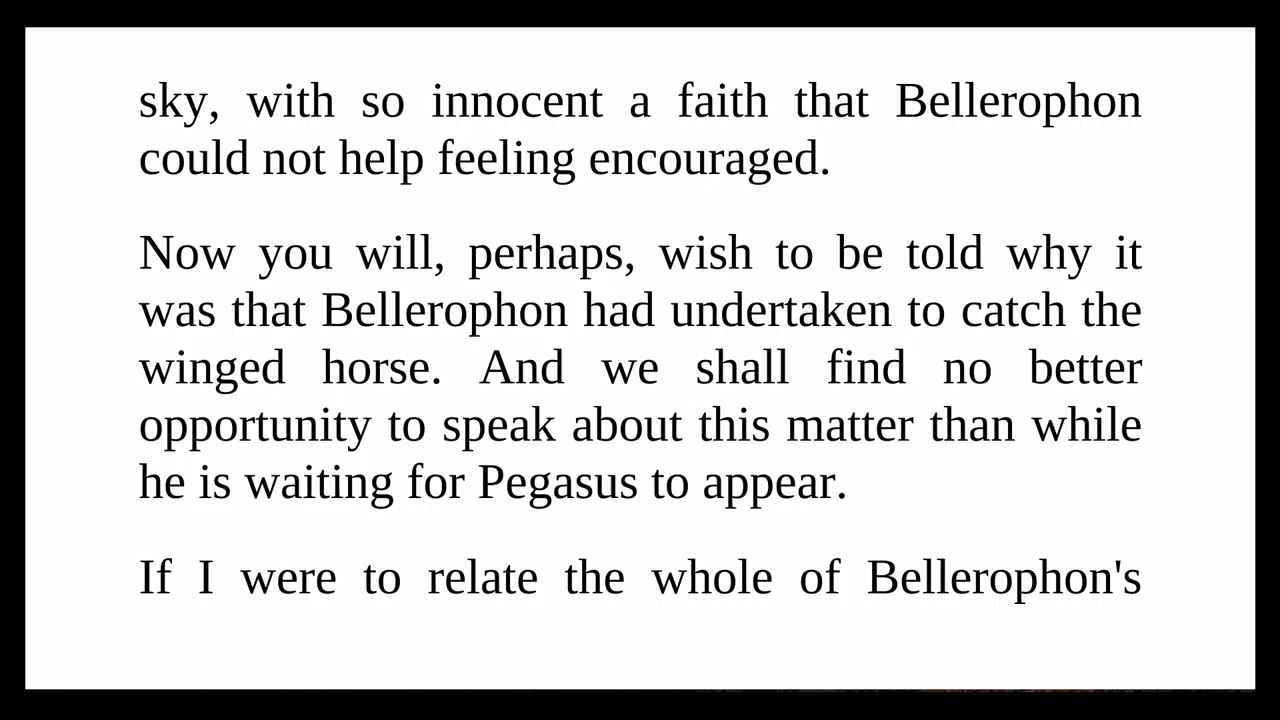 sky, with so innocent a faith that Bellerophon
could not help feeling encouraged.
Now you will, perhaps, wish to be told why it
was that Bellerophon had undertaken to catch the
winged horse. And we shall find no better
opportunity to speak about this matter than while
he is waiting for Pegasus to appear.
If I were to relate the whole of Bellerophon's